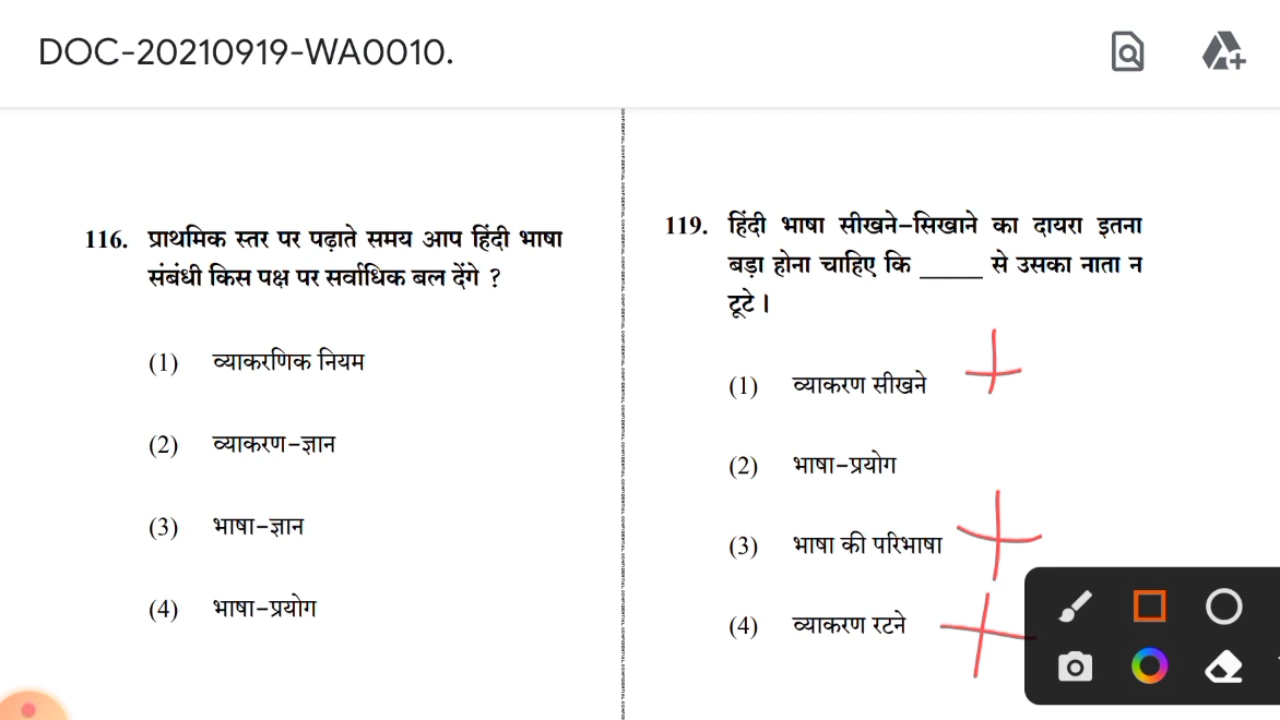 DOC-20210919-WA0010.
116. प्राथमिक स्तर पर पढ़ाते समय आप हिंदी भाषा
संबंधी किस पक्ष पर सर्वाधिक बल देंगे ?
(1) व्याकरणिक नियम
(2) व्याकरण-ज्ञान
(3) भाषा-ज्ञान
(4) भाषा-प्रयोग
119. हिंदी भाषा सीखने-सिखाने का दायरा इतना
बड़ा होना चाहिए कि _____ से उसका नाता न
टूटे ।
(1) व्याकरण सीखने
(2) भाषा-प्रयोग
(3) भाषा की परिभाषा
(4) व्याकरण रटने